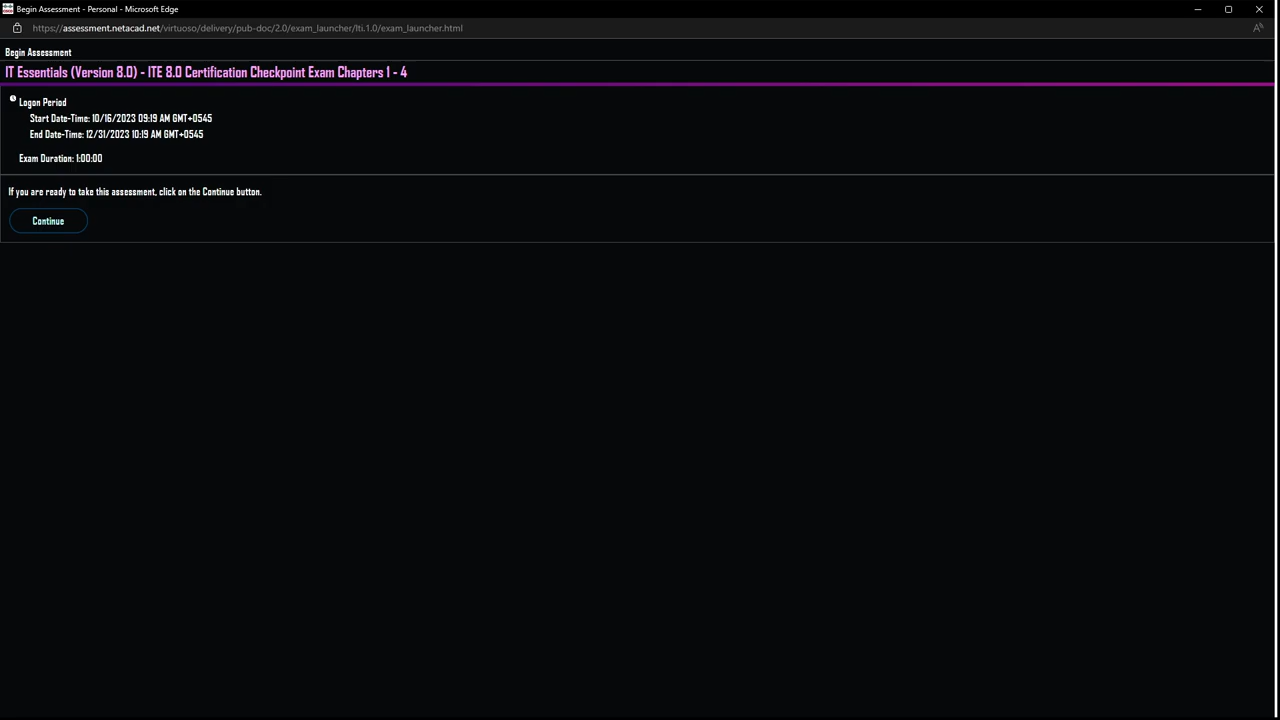 Begin Assessment - Personal - Microsoft Edge
https://assessment.netacad.net/virtuoso/delivery/pub-doc/2.0/exam_launcher/lti.1.0/exam_launcher.html
Begin Assessment
IT Essentials (Version 8.0) - ITE 8.0 Certification Checkpoint Exam Chapters 1 - 4
Logon Period
Start Date-Time: 10/16/2023 09:19 AM GMT+0545
End Date-Time: 12/31/2023 10:19 AM GMT+0545
Exam Duration: 1:00:00
If you are ready to take this assessment, click on the Continue button.
Continue